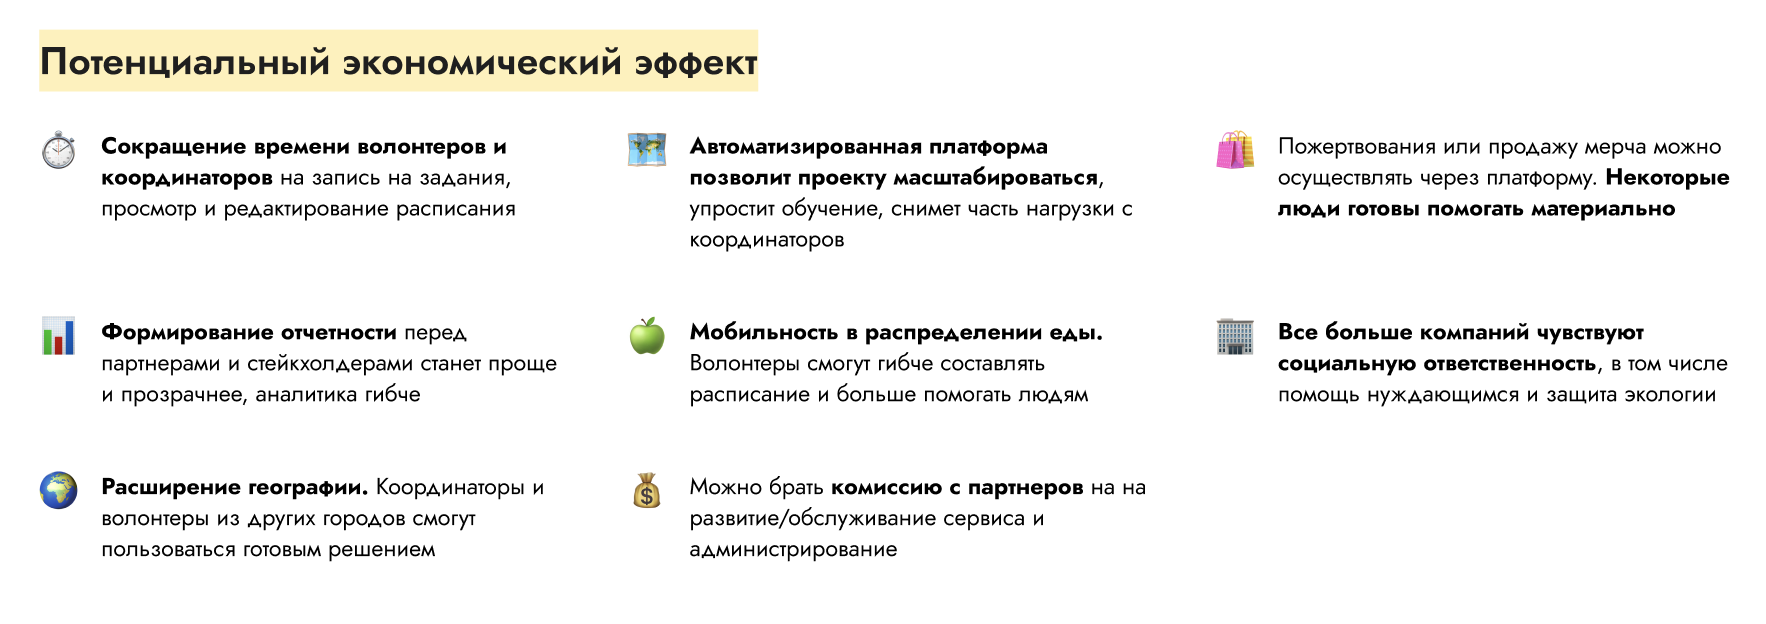 Потенциальный экономический эффект
Сокращение времени волонтеров и
координаторов на запись на задания,
просмотр и редактирование расписания
Автоматизированная платформа
позволит проекту масштабироваться,
упростит обучение, снимет часть нагрузки с
координаторов
Пожертвования или продажу мерча можно
осуществлять через платформу. Некоторые
люди готовы помогать материально
Формирование отчетности перед
партнерами и стейкхолдерами станет проще
и прозрачнее, аналитика гибче
Мобильность в распределении еды.
Волонтеры смогут гибче составлять
расписание и больше помогать людям
Все больше компаний чувствуют
социальную ответственность, в том числе
помощь нуждающимся и защита экологии
Расширение географии. Координаторы и
волонтеры из других городов смогут
пользоваться готовым решением
Можно брать комиссию с партнеров на на
развитие/обслуживание сервиса и
администрирование